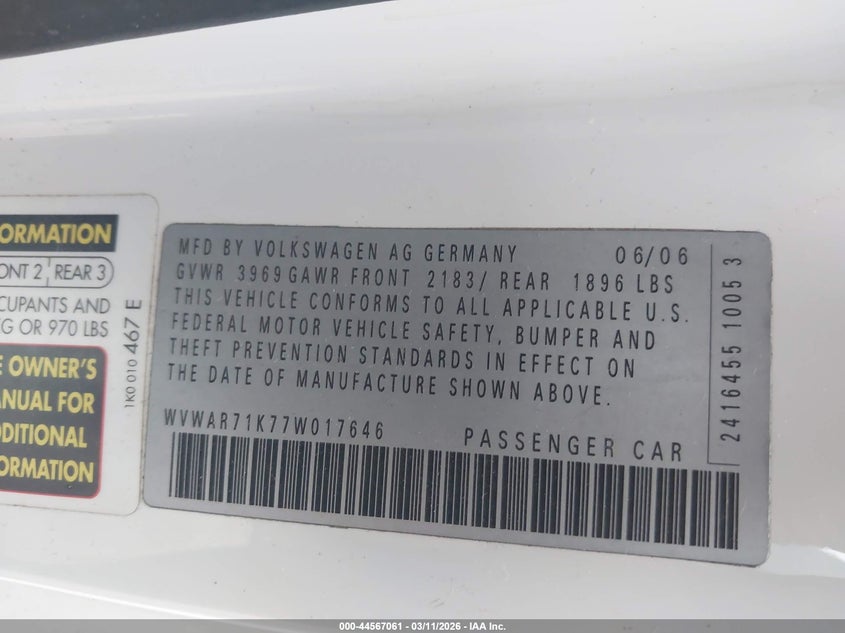 ORMATION
ONT 2 REAR 3
CUPANTS AND
G OR 970 LBS
E OWNER'S
ANUAL FOR
DDITIONAL
FORMATION
1K0 010 467 E
MFD BY VOLKSWAGEN AG GERMANY 06/06
GVWR 3969 GAWR FRONT 2183/ REAR 1896 LBS
THIS VEHICLE CONFORMS TO ALL APPLICABLE U.S.
FEDERAL MOTOR VEHICLE SAFETY, BUMPER AND
THEFT PREVENTION STANDARDS IN EFFECT ON
THE DATE OF MANUFACTURE SHOWN ABOVE.
WVWAR71K77W017646 PASSENGER CAR
2416455 1005 3
000-44567061 - 03/11/2026 - IAA Inc.